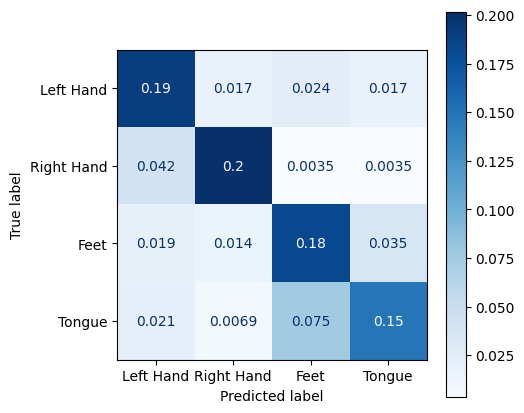 Left Hand 0.19 0.017 0.024 0.017
Right Hand 0.042 0.2 0.0035 0.0035
Feet 0.019 0.014 0.18 0.035
Tongue 0.021 0.0069 0.075 0.15
Left Hand Right Hand Feet Tongue
Predicted label
True label
0.200
0.175
0.150
0.125
0.100
0.075
0.050
0.025